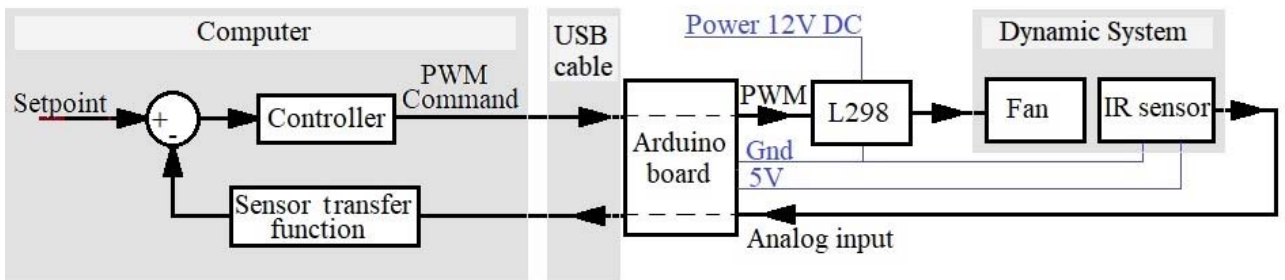 Computer
USB
cable
Power 12V DC
Dynamic System
Setpoint
+
-
Controller
PWM
Command
Arduino
board
PWM
L298
Fan
IR sensor
Gnd
5V
Sensor transfer
function
Analog input